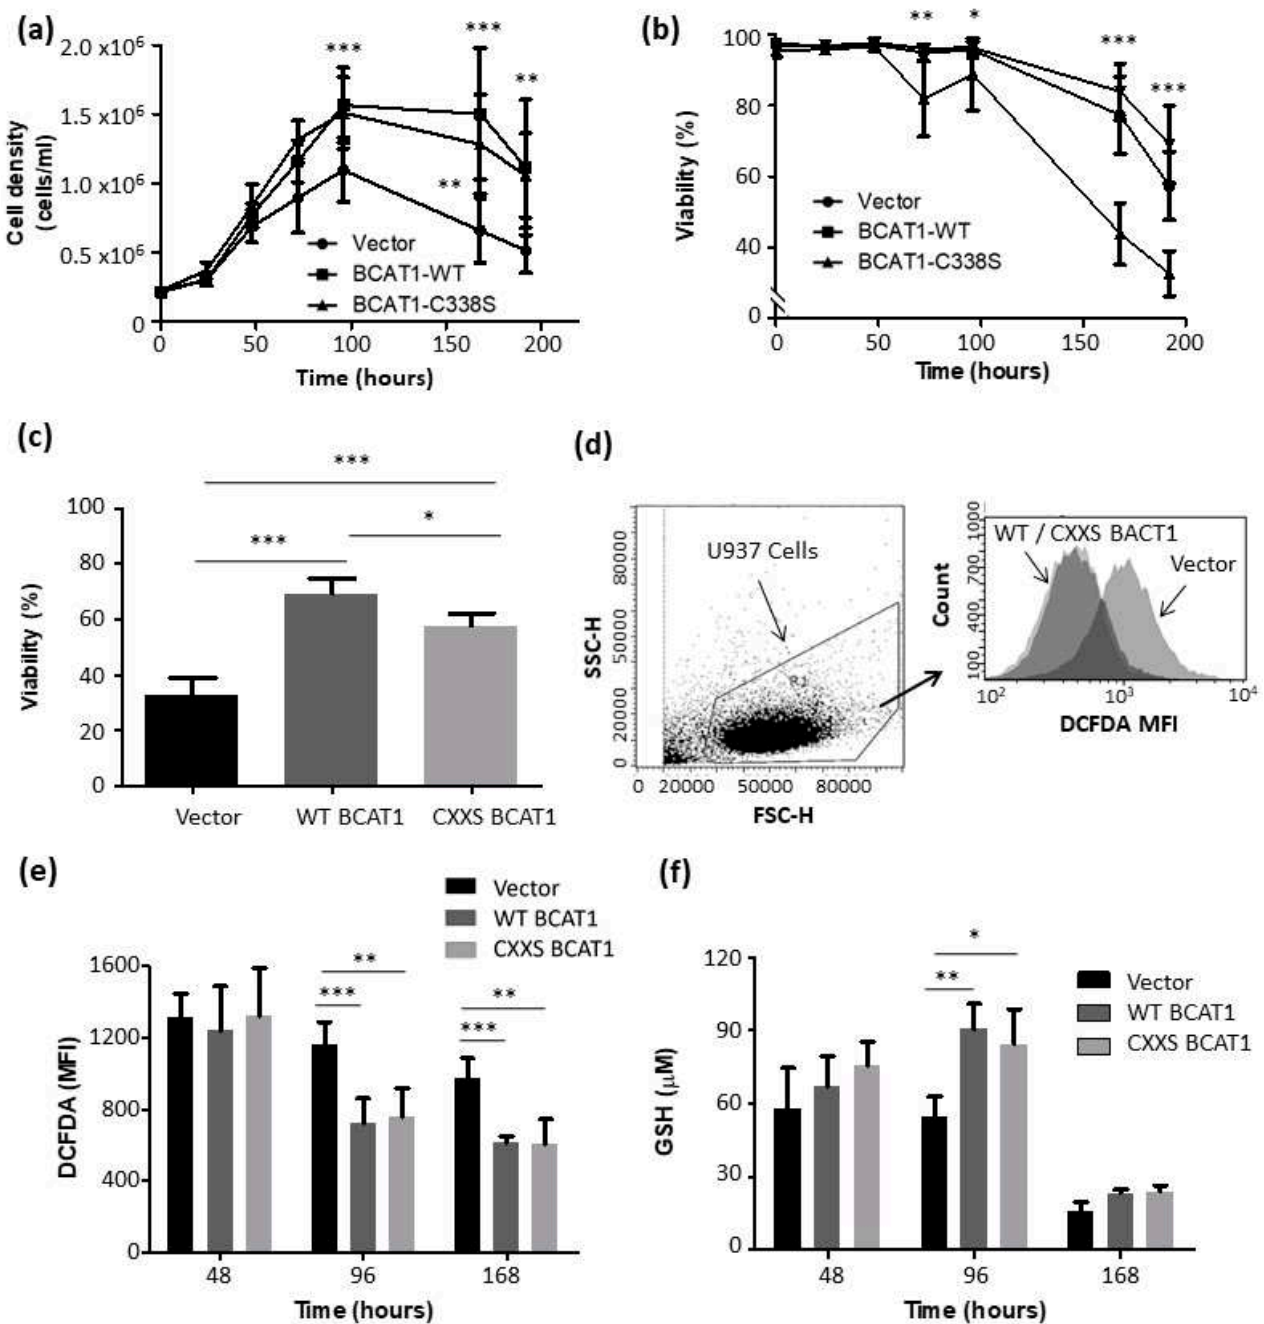 (a)
2.0 x10⁶
1.5 x10⁶
1.0 x10⁶
0.5 x10⁶
0
Cell density
(cells/ml)
***
***
**
**
Vector
BCAT1-WT
BCAT1-C338S
0 50 100 150 200
Time (hours)
(b)
100
80
60
40
0
Viability (%)
** * *** ***
Vector
BCAT1-WT
BCAT1-C338S
0 50 100 150 200
Time (hours)
(c)
***
*** *
100
80
60
40
20
0
Viability (%)
Vector WT BCAT1 CXXS BCAT1
(d)
U937 Cells
R1
SSC-H
0 20000 50000 80000
0 20000 50000 80000
FSC-H
WT / CXXS BACT1
Vector
Count
100 400 700 1000
10² 10³ 10⁴
DCFDA MFI
(e)
Vector
WT BCAT1
CXXS BCAT1
1600
1200
800
400
0
DCFDA (MFI)
** ***
** ***
48 96 168
Time (hours)
(f)
120
90
60
30
0
GSH (μM)
*
**
Vector
WT BCAT1
CXXS BCAT1
48 96 168
Time (hours)